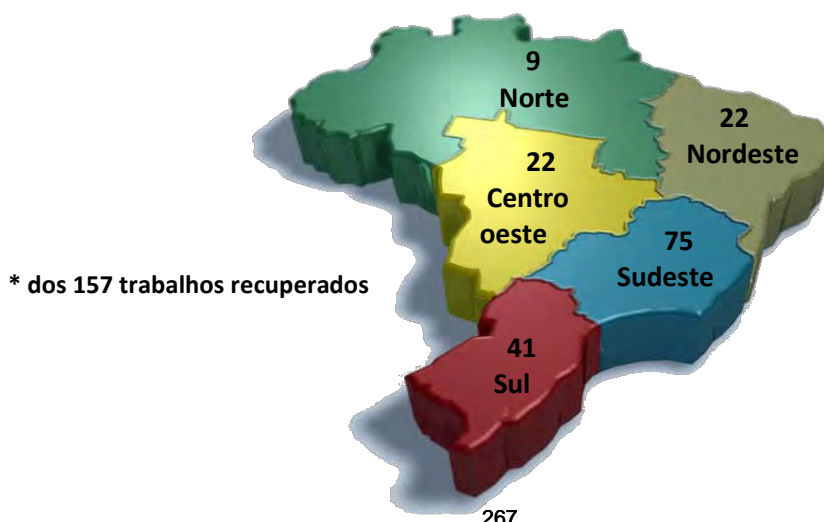 9
Norte
22
Nordeste
22
Centro
oeste
75
Sudeste
* dos 157 trabalhos recuperados
41
Sul
267